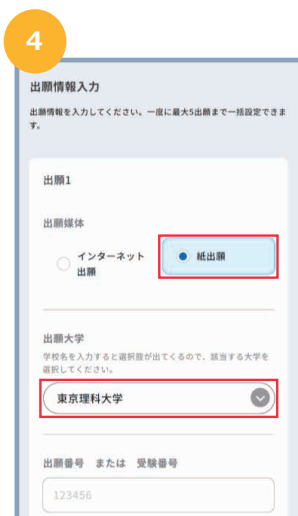 4
出願情報入力
出願情報を入力してください。一度に最大5出願まで一括設定できま
す。
出願1
出願媒体
インターネット
出願
紙出願
出願大学
学校名を入力すると選択肢が出てくるので、該当する大学を
選択してください。
東京理科大学
出願番号 または 受験番号
123456